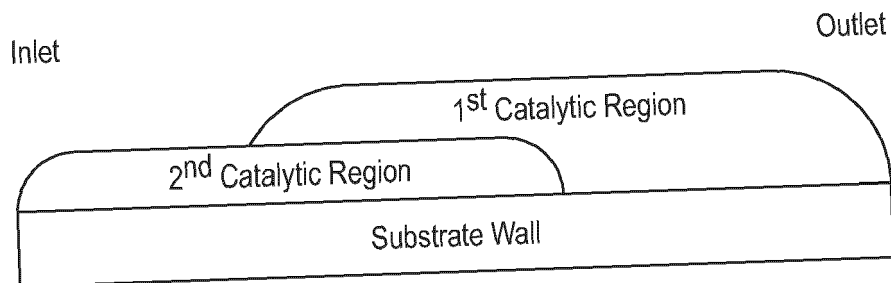 Inlet
Outlet
1st Catalytic Region
2nd Catalytic Region
Substrate Wall